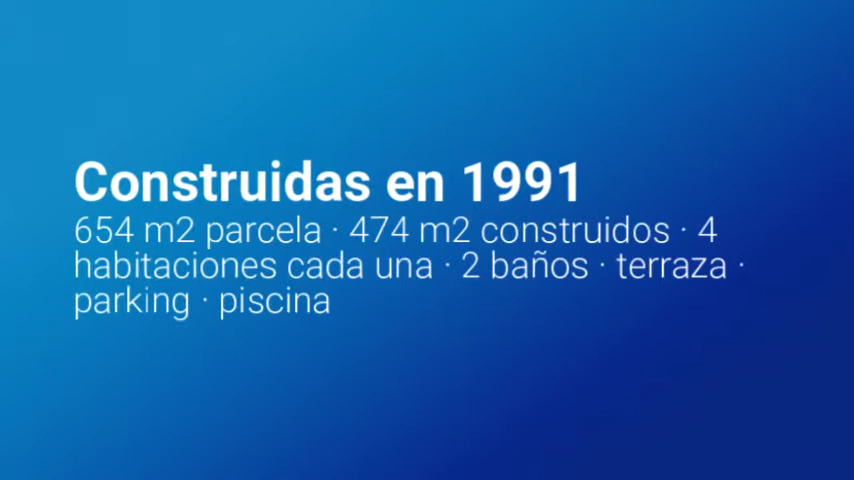 Construidas en 1991
654 m2 parcela · 474 m2 construidos · 4
habitaciones cada una · 2 baños · terraza ·
parking · piscina